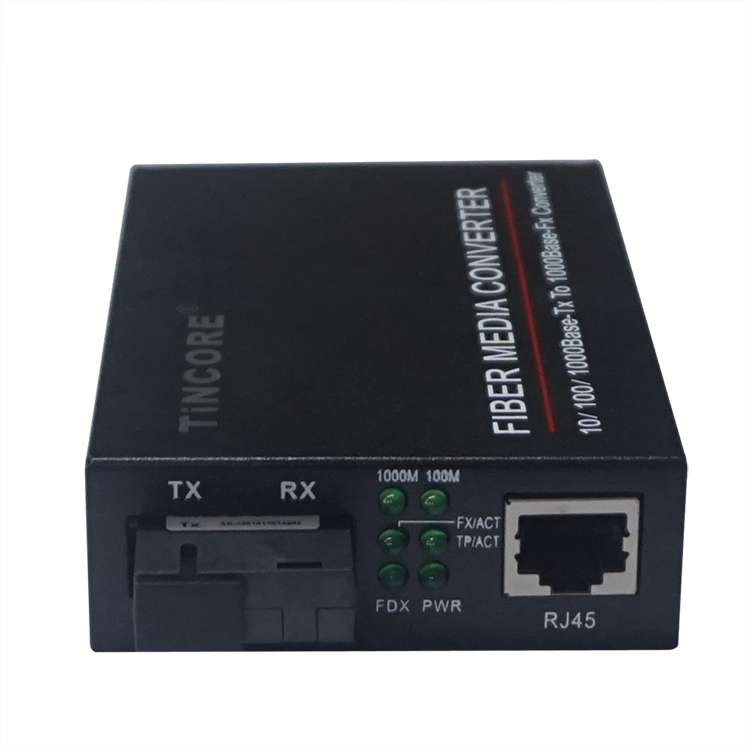 TiNCORE®
FIBER MEDIA CONVERTER
10/100/1000Base-Tx To 1000Base-Fx Converter
TX RX
Tx
1000M 100M
FX/ACT
TP/ACT
FDX PWR
RJ45